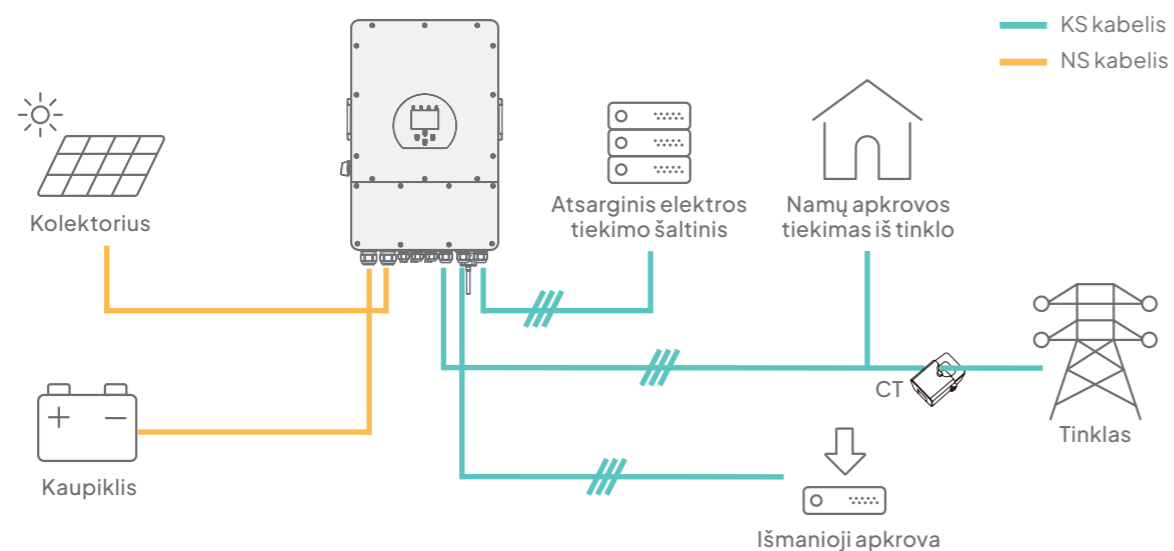 KS kabelis
NS kabelis
Kolektorius
Atsarginis elektros
tiekimo šaltinis
Namų apkrovos
tiekimas iš tinklo
CT
Tinklas
+ −
Kaupiklis
Išmanioji apkrova